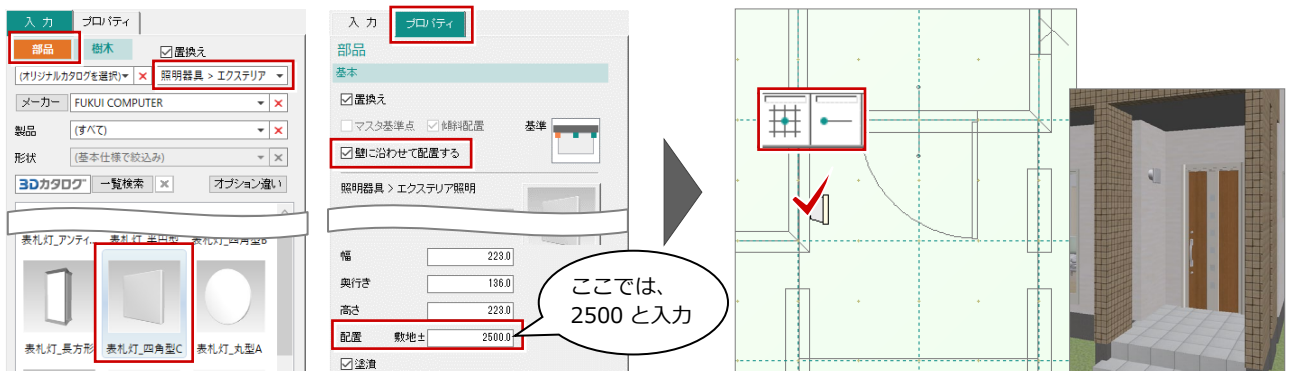 入 力
プロパティ
部品
樹木
置換え
(オリジナルカタログを選択)
照明器具 > エクステリア
メーカー
FUKUI COMPUTER
製品
(すべて)
形状
(基本仕様で絞込み)
3Dカタログ
一覧検索
オプション違い
表札灯_アンティ...
表札灯_半円型
表札灯_四角型B
表札灯_長方形
表札灯_四角型C
表札灯_丸型A
入 力
プロパティ
部品
基本
置換え
マスタ基準点
傾斜配置
基準
壁に沿わせて配置する
照明器具 > エクステリア照明
幅
223.0
奥行き
136.0
高さ
223.0
配置 敷地±
2500.0
塗潰
ここでは、
2500 と入力